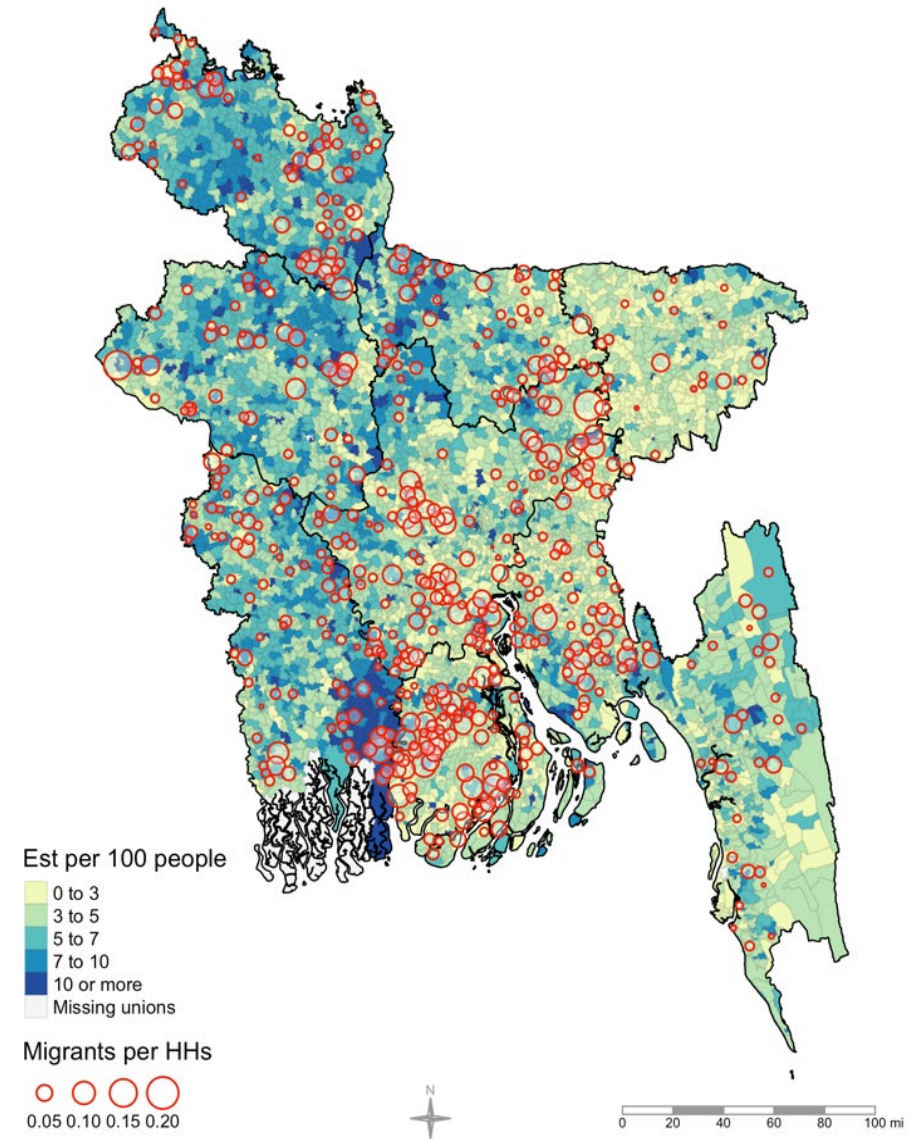 Est per 100 people
0 to 3
3 to 5
5 to 7
7 to 10
10 or more
Missing unions
Migrants per HHs
0.05 0.10 0.15 0.20
N
0 20 40 60 80 100 mi